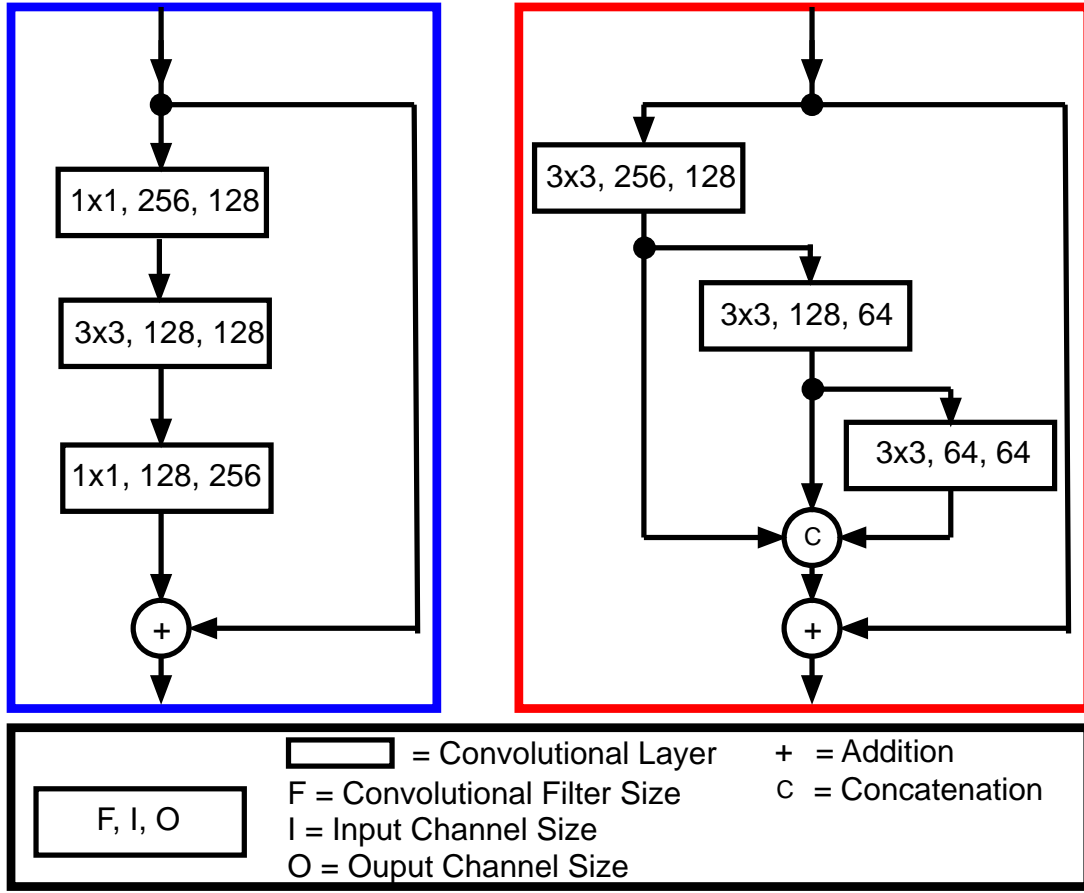 1x1, 256, 128
3x3, 128, 128
1x1, 128, 256
+
3x3, 256, 128
3x3, 128, 64
3x3, 64, 64
C
+
F, I, O
= Convolutional Layer
F = Convolutional Filter Size
I = Input Channel Size
O = Ouput Channel Size
+ = Addition
C = Concatenation